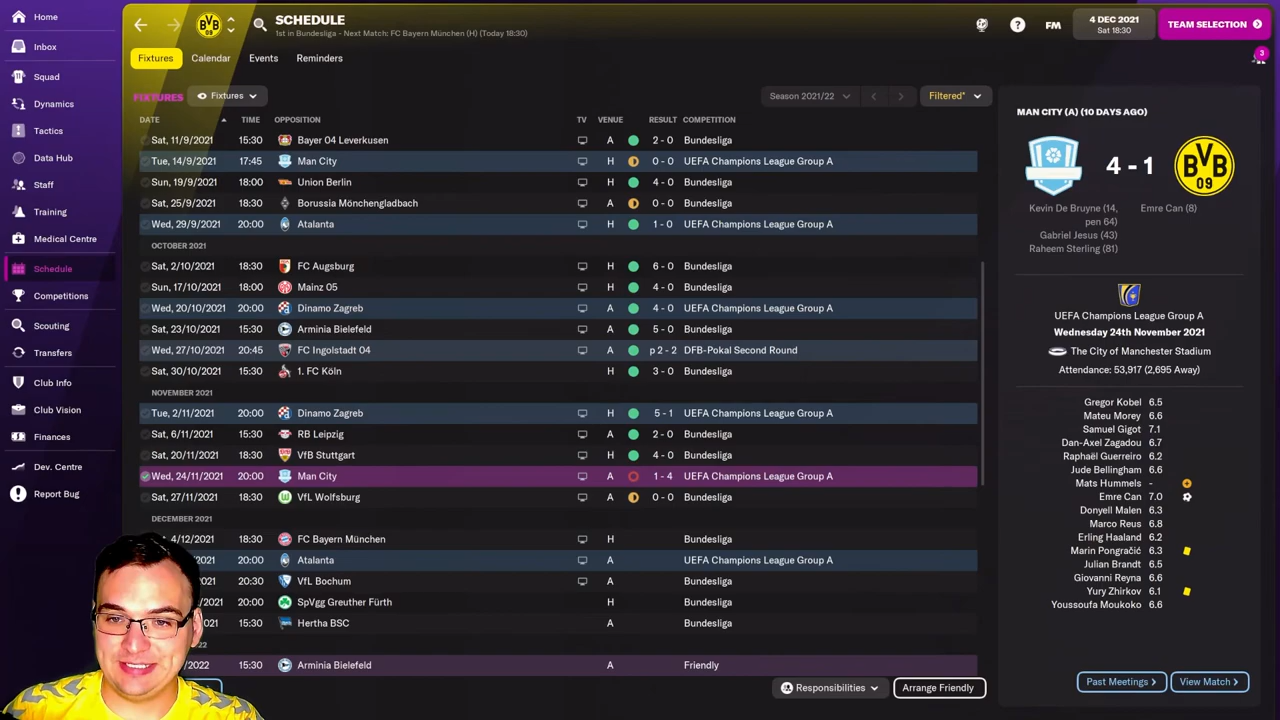 Home
Inbox
Squad
Dynamics
Tactics
Data Hub
Staff
Training
Medical Centre
Schedule
Competitions
Scouting
Transfers
Club Info
Club Vision
Finances
Dev. Centre
Report Bug
BVB 09
SCHEDULE
1st in Bundesliga - Next Match: FC Bayern München (H) (Today 18:30)
? FM 4 DEC 2021 Sat 18:30 TEAM SELECTION
3
Fixtures Calendar Events Reminders
FIXTURES Fixtures Season 2021/22 Filtered*
DATE TIME OPPOSITION TV VENUE RESULT COMPETITION
Sat, 11/9/2021 15:30 Bayer 04 Leverkusen A 2 - 0 Bundesliga
Tue, 14/9/2021 17:45 Man City H 0 - 0 UEFA Champions League Group A
Sun, 19/9/2021 18:00 Union Berlin H 4 - 0 Bundesliga
Sat, 25/9/2021 18:30 Borussia Mönchengladbach A 0 - 0 Bundesliga
Wed, 29/9/2021 20:00 Atalanta H 1 - 0 UEFA Champions League Group A
OCTOBER 2021
Sat, 2/10/2021 18:30 FC Augsburg H 6 - 0 Bundesliga
Sun, 17/10/2021 18:00 Mainz 05 H 4 - 0 Bundesliga
Wed, 20/10/2021 20:00 Dinamo Zagreb A 4 - 0 UEFA Champions League Group A
Sat, 23/10/2021 15:30 Arminia Bielefeld A 5 - 0 Bundesliga
Wed, 27/10/2021 20:45 FC Ingolstadt 04 A p 2 - 2 DFB-Pokal Second Round
Sat, 30/10/2021 15:30 1. FC Köln H 3 - 0 Bundesliga
NOVEMBER 2021
Tue, 2/11/2021 20:00 Dinamo Zagreb H 5 - 1 UEFA Champions League Group A
Sat, 6/11/2021 15:30 RB Leipzig A 2 - 0 Bundesliga
Sat, 20/11/2021 18:30 VfB Stuttgart H 4 - 0 Bundesliga
Wed, 24/11/2021 20:00 Man City A 1 - 4 UEFA Champions League Group A
Sat, 27/11/2021 18:30 VfL Wolfsburg A 0 - 0 Bundesliga
DECEMBER 2021
4/12/2021 18:30 FC Bayern München H Bundesliga
/2021 20:00 Atalanta A UEFA Champions League Group A
2021 20:30 VfL Bochum A Bundesliga
/2021 20:00 SpVgg Greuther Fürth H Bundesliga
021 15:30 Hertha BSC A Bundesliga
22
/2022 15:30 Arminia Bielefeld A Friendly
Responsibilities Arrange Friendly
MAN CITY (A) (10 DAYS AGO)
4 - 1 BVB 09
Kevin De Bruyne (14, pen 64)
Gabriel Jesus (43)
Raheem Sterling (81)
Emre Can (8)
UEFA Champions League Group A
Wednesday 24th November 2021
The City of Manchester Stadium
Attendance: 53,917 (2,695 Away)
Gregor Kobel 6.5
Mateu Morey 6.6
Samuel Gigot 7.1
Dan-Axel Zagadou 6.7
Raphaël Guerreiro 6.2
Jude Bellingham 6.6
Mats Hummels -
Emre Can 7.0
Donyell Malen 6.3
Marco Reus 6.8
Erling Haaland 6.2
Marin Pongračić 6.3
Julian Brandt 6.5
Giovanni Reyna 6.6
Yury Zhirkov 6.1
Youssoufa Moukoko 6.6
Past Meetings > View Match >